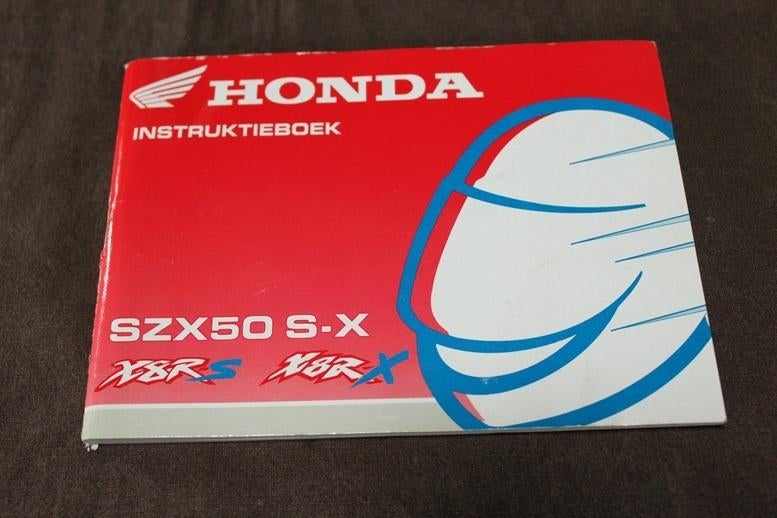 HONDA
INSTRUKTIEBOEK
SZX50 S-X
X8R S X8R X